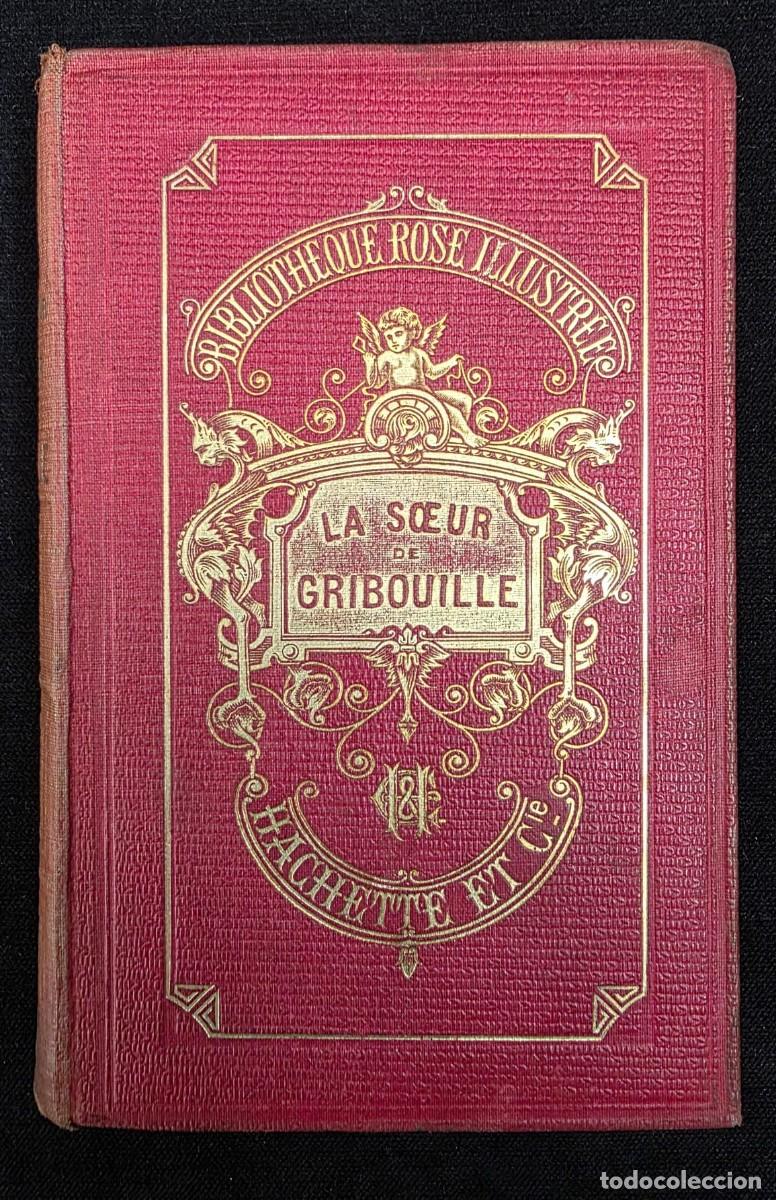 BIBLIOTHEQUE ROSE ILLUSTREE
LA SŒUR
DE
GRIBOUILLE
HACHETTE ET Cie
todocoleccion